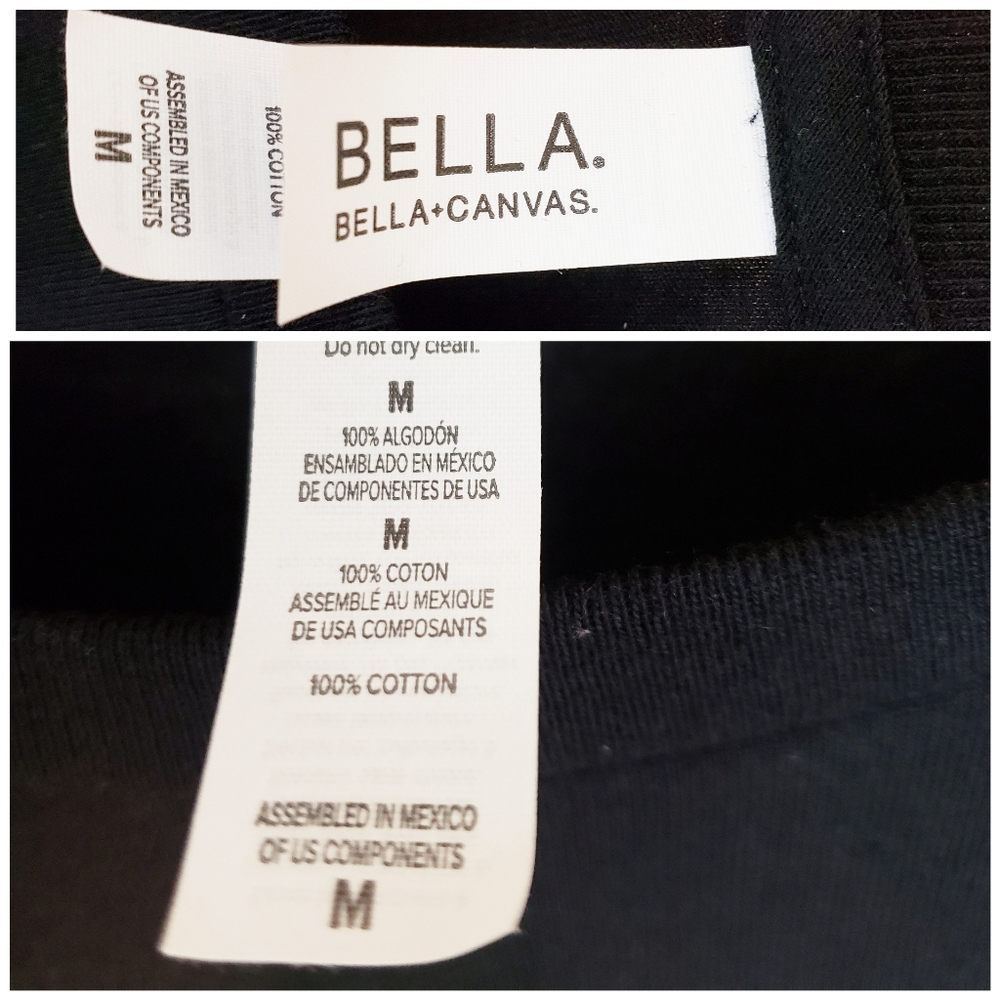 ASSEMBLED IN MEXICO
OF US COMPONENTS
M
100% COTTON
BELLA.
BELLA+CANVAS.
Do not dry clean.
M
100% ALGODÓN
ENSAMBLADO EN MÉXICO
DE COMPONENTES DE USA
M
100% COTON
ASSEMBLÉ AU MEXIQUE
DE USA COMPOSANTS
100% COTTON
ASSEMBLED IN MEXICO
OF US COMPONENTS
M